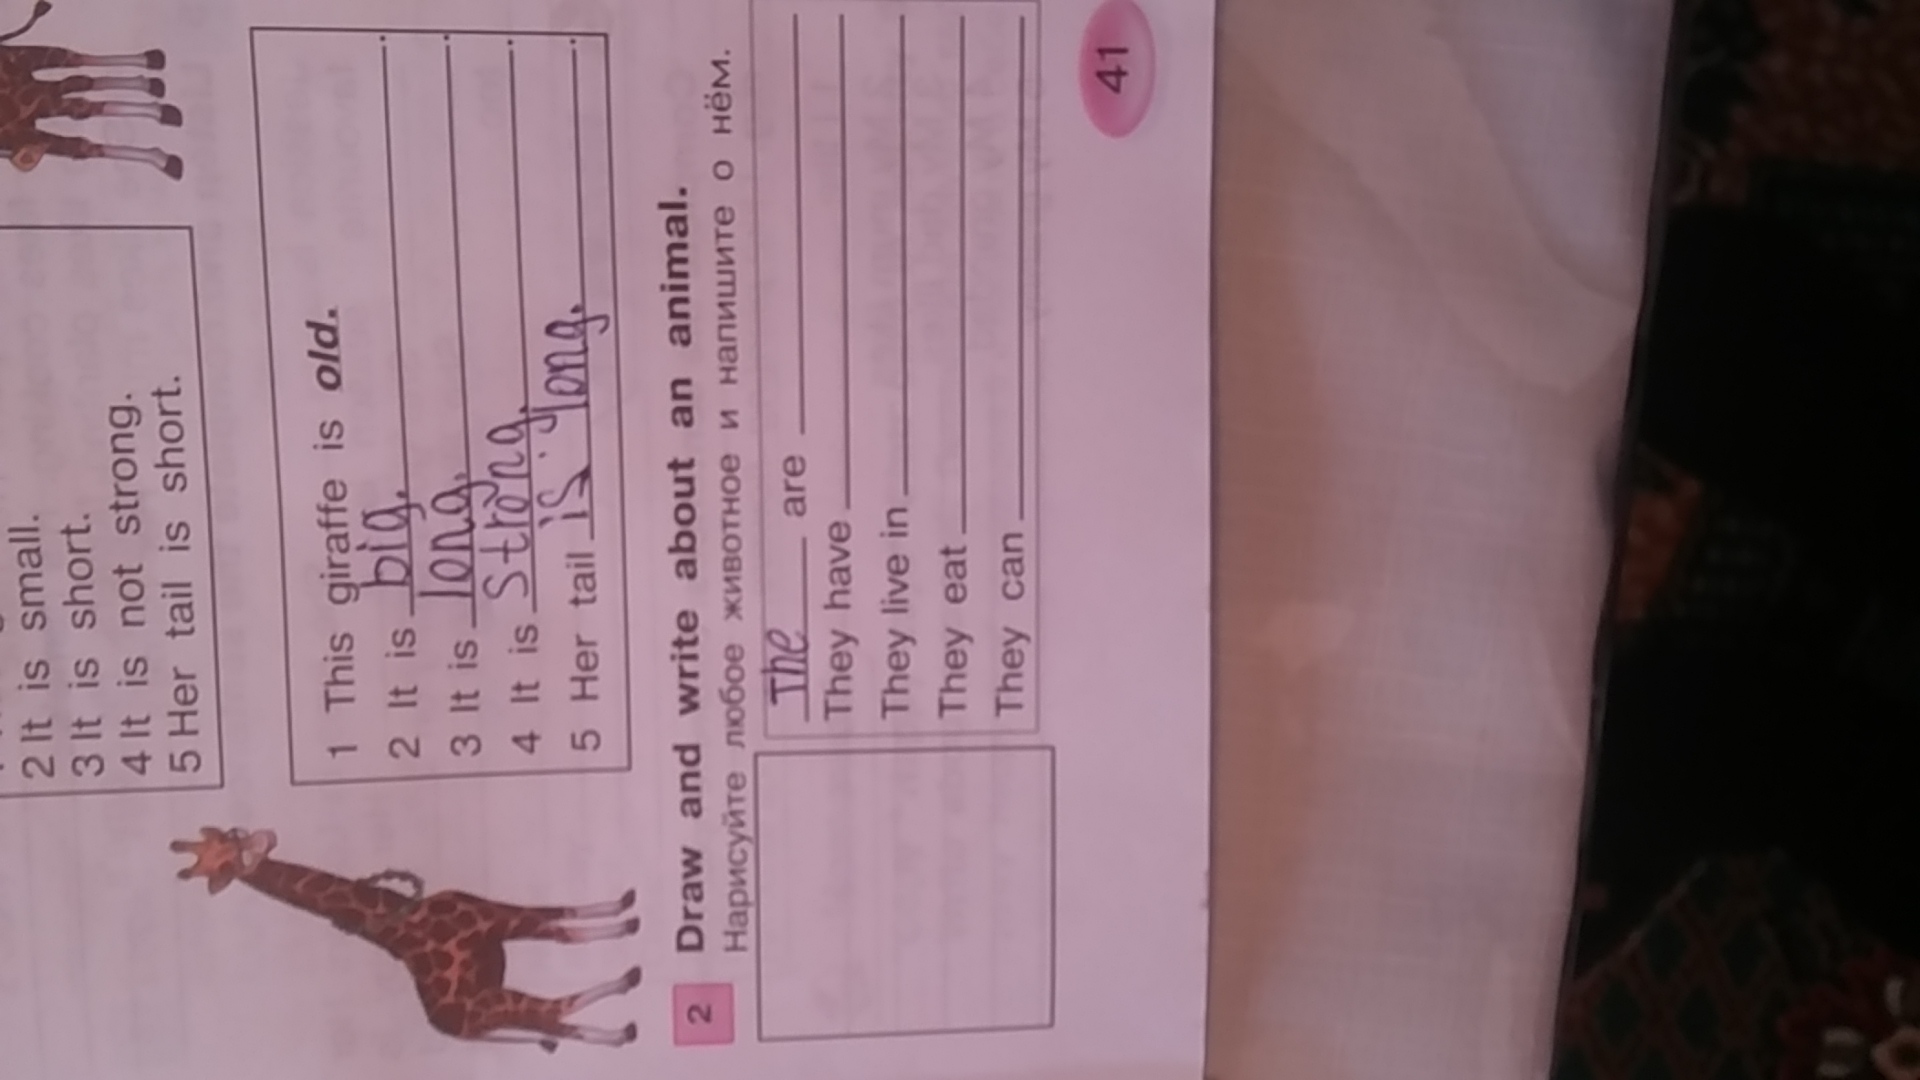 2 It is small.
3 It is short.
4 It is not strong.
5 Her tail is short.
1 This giraffe is old.
2 It is big.
3 It is long.
4 It is strong.
5 Her tail is long.
2 Draw and write about an animal.
Нарисуйте любое животное и напишите о нём.
The are
They have
They live in
They eat
They can
41